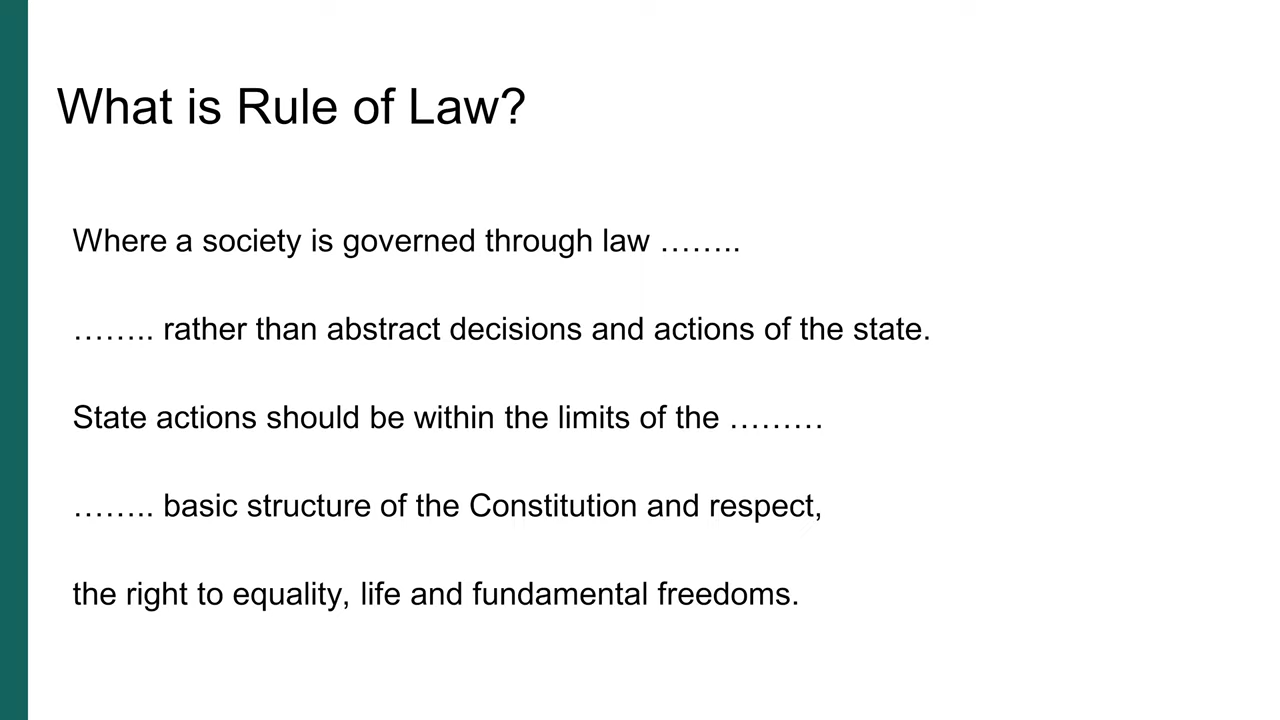 What is Rule of Law?
Where a society is governed through law ……..
…….. rather than abstract decisions and actions of the state.
State actions should be within the limits of the ………
…….. basic structure of the Constitution and respect,
the right to equality, life and fundamental freedoms.